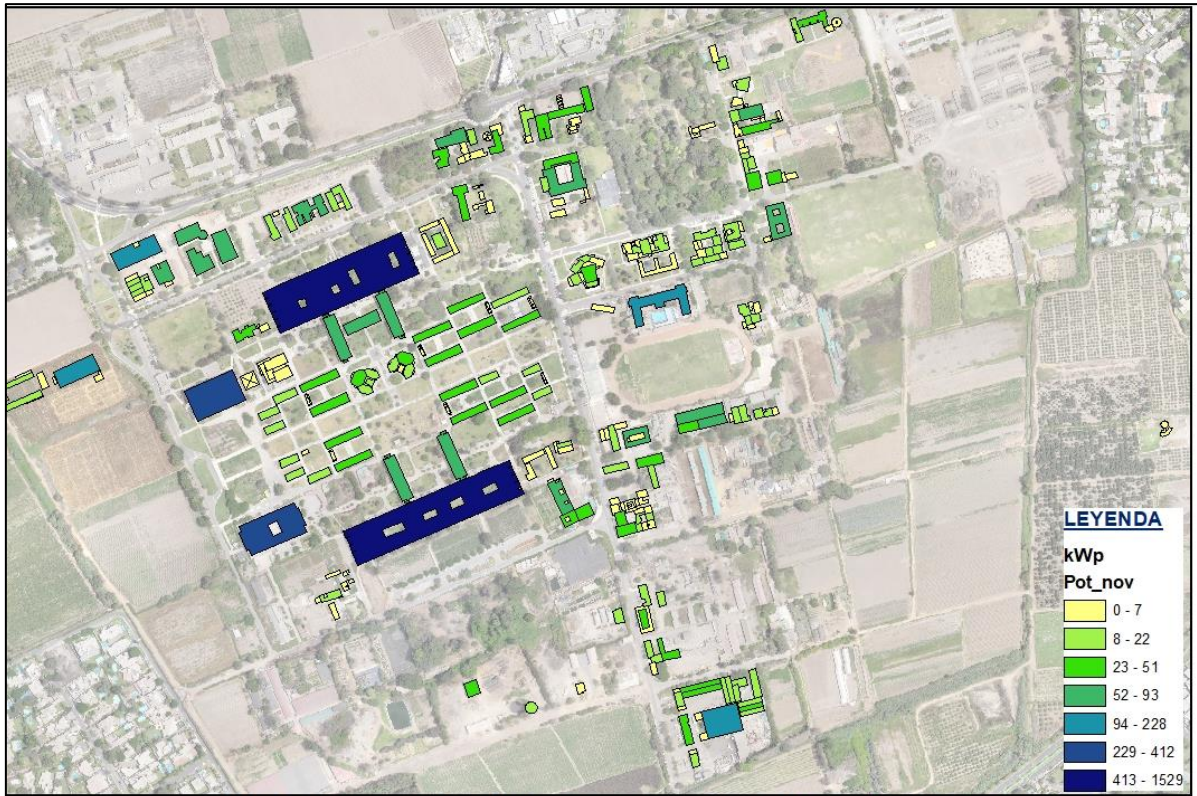 LEYENDA
kWp
Pot_nov
0 - 7
8 - 22
23 - 51
52 - 93
94 - 228
229 - 412
413 - 1529